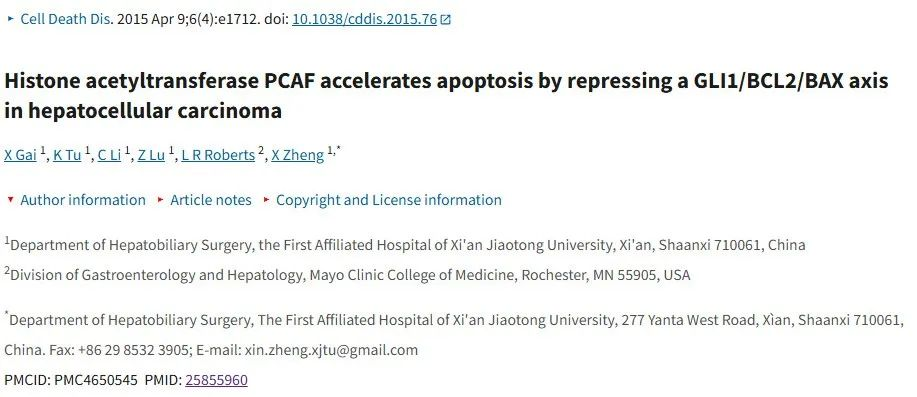 Cell Death Dis. 2015 Apr 9;6(4):e1712. doi: 10.1038/cddis.2015.76
Histone acetyltransferase PCAF accelerates apoptosis by repressing a GLI1/BCL2/BAX axis
in hepatocellular carcinoma
X Gai 1, K Tu 1, C Li 1, Z Lu 1, L R Roberts 2, X Zheng 1,*
Author information Article notes Copyright and License information
1Department of Hepatobiliary Surgery, the First Affiliated Hospital of Xi'an Jiaotong University, Xi'an, Shaanxi 710061, China
2Division of Gastroenterology and Hepatology, Mayo Clinic College of Medicine, Rochester, MN 55905, USA
*Department of Hepatobiliary Surgery, The First Affiliated Hospital of Xi'an Jiaotong University, 277 Yanta West Road, Xìan, Shaanxi 710061,
China. Fax: +86 29 8532 3905; E-mail: xin.zheng.xjtu@gmail.com
PMCID: PMC4650545 PMID: 25855960